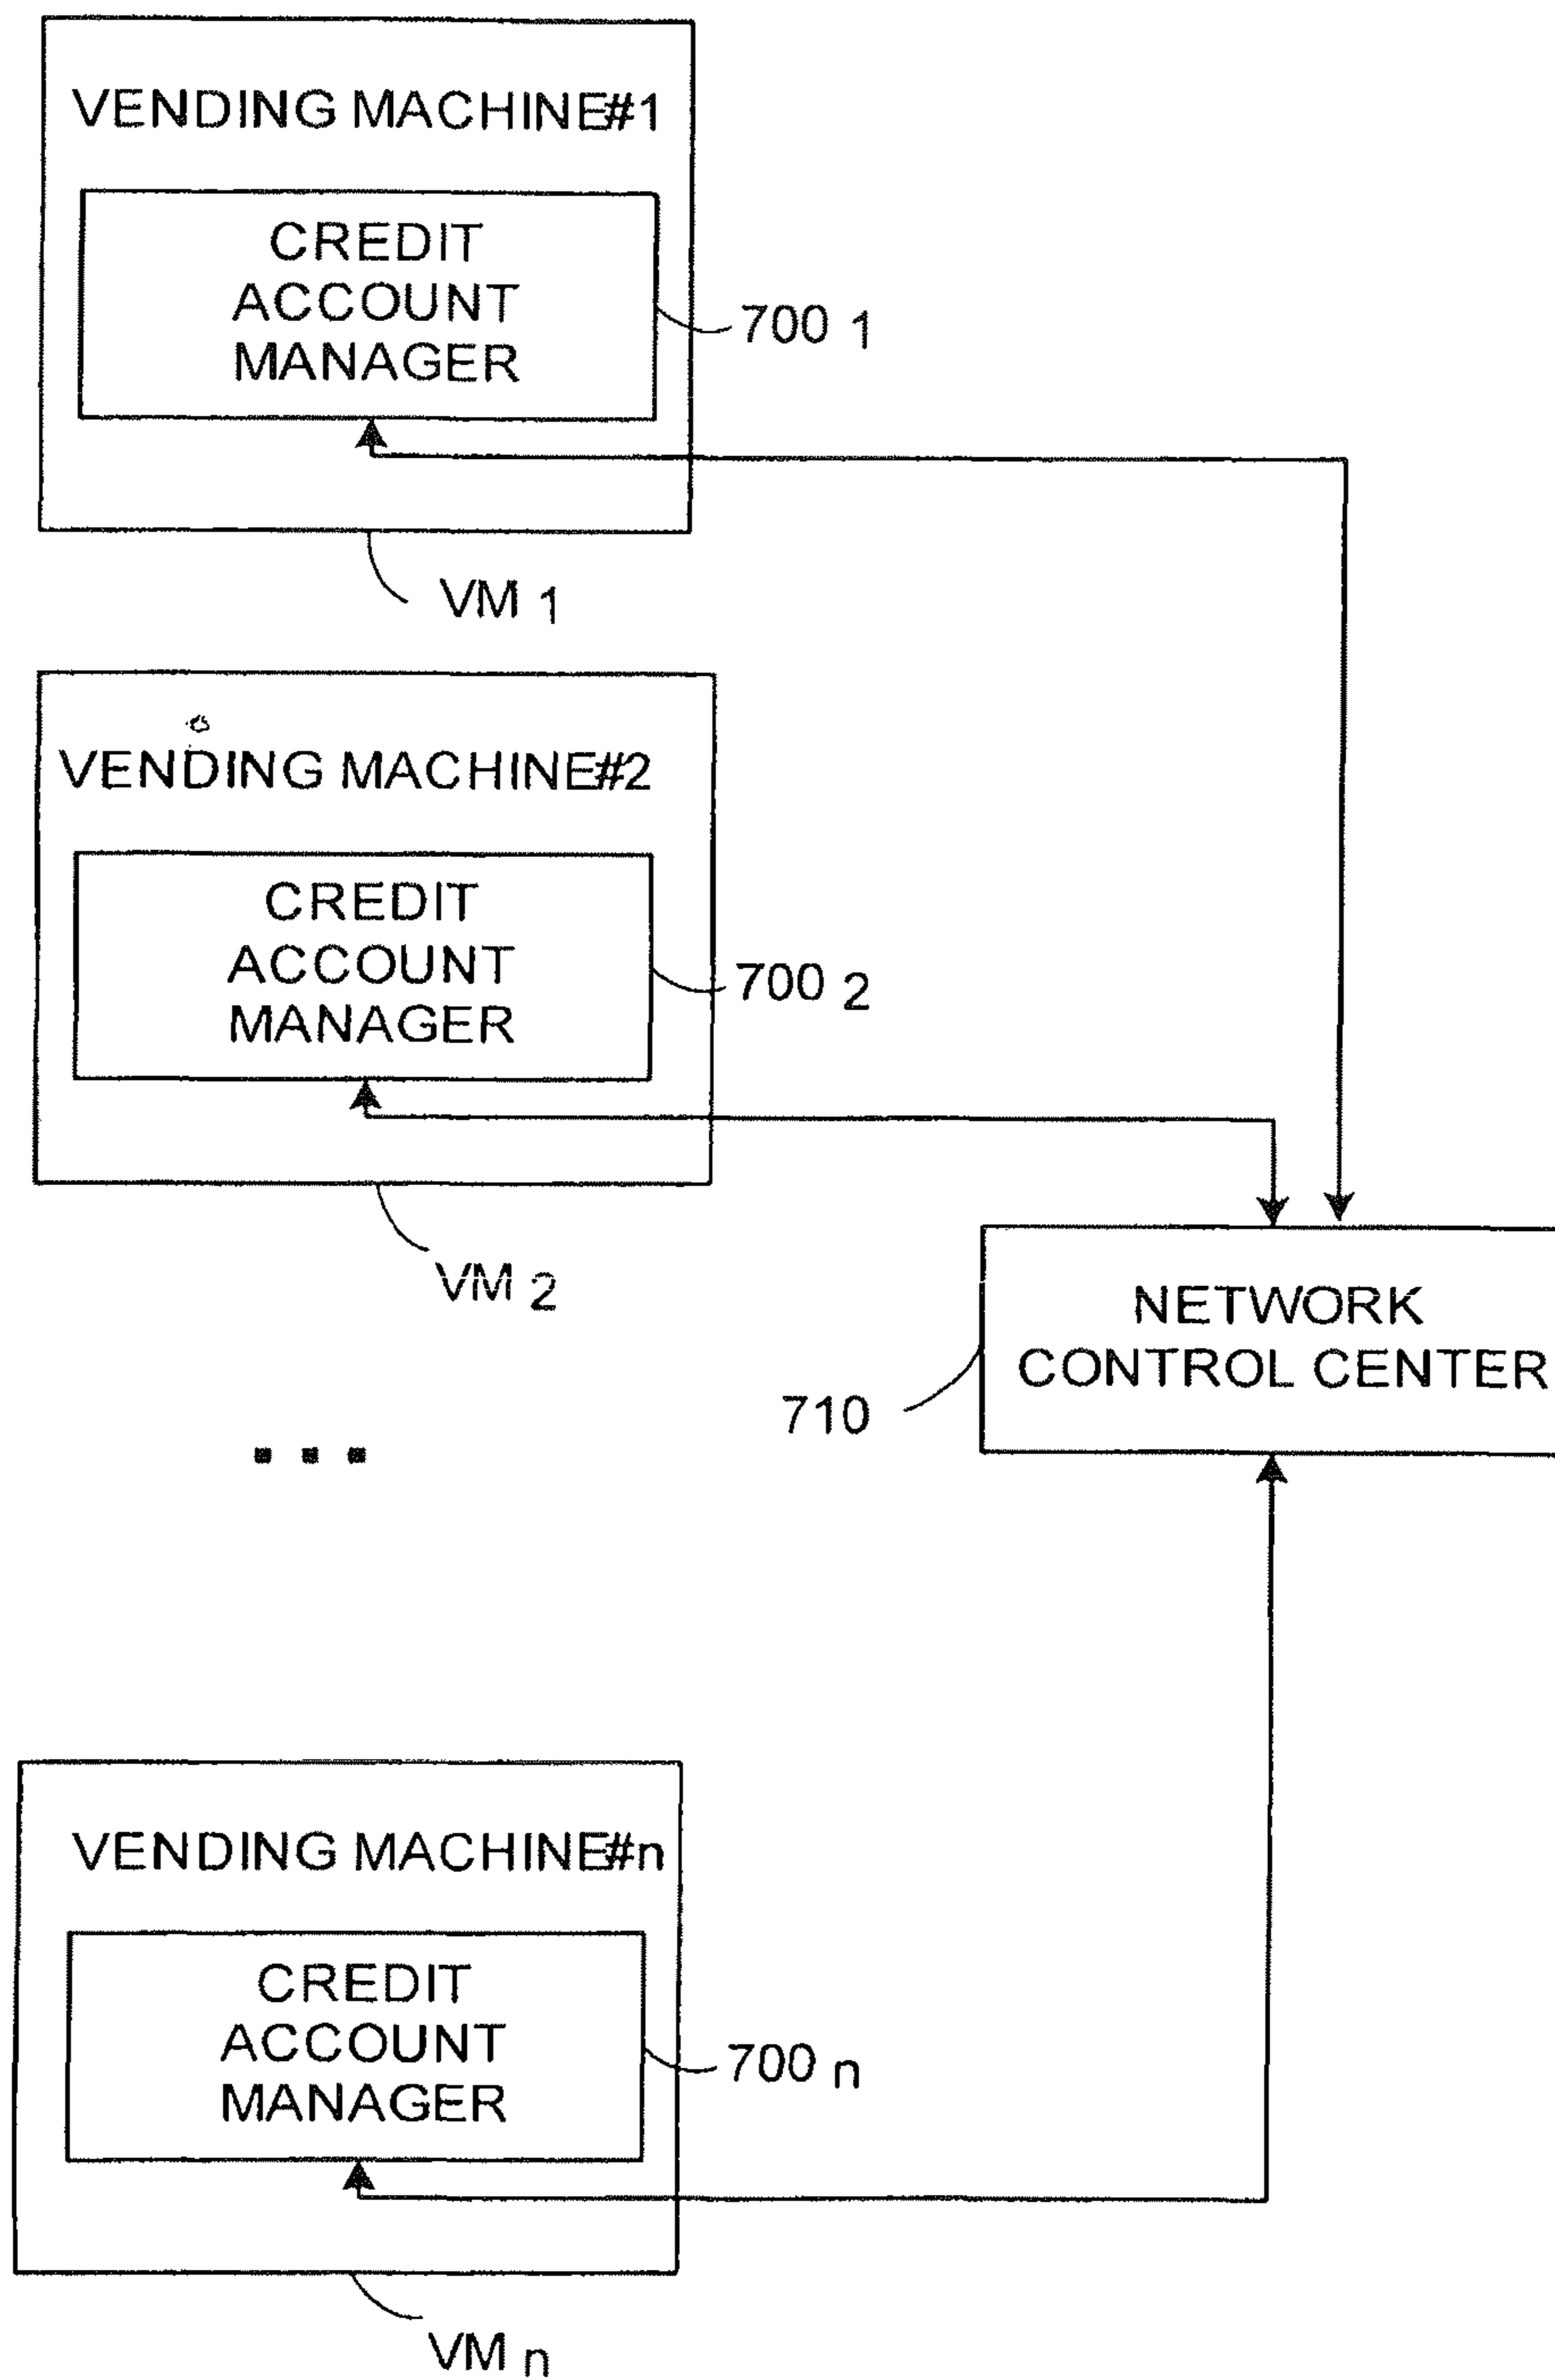 VENDING MACHINE#1
CREDIT
ACCOUNT
MANAGER
700 1
VM 1
VENDING MACHINE#2
CREDIT
ACCOUNT
MANAGER
700 2
VM 2
NETWORK
CONTROL CENTER
710
...
VENDING MACHINE#n
CREDIT
ACCOUNT
MANAGER
700 n
VM n